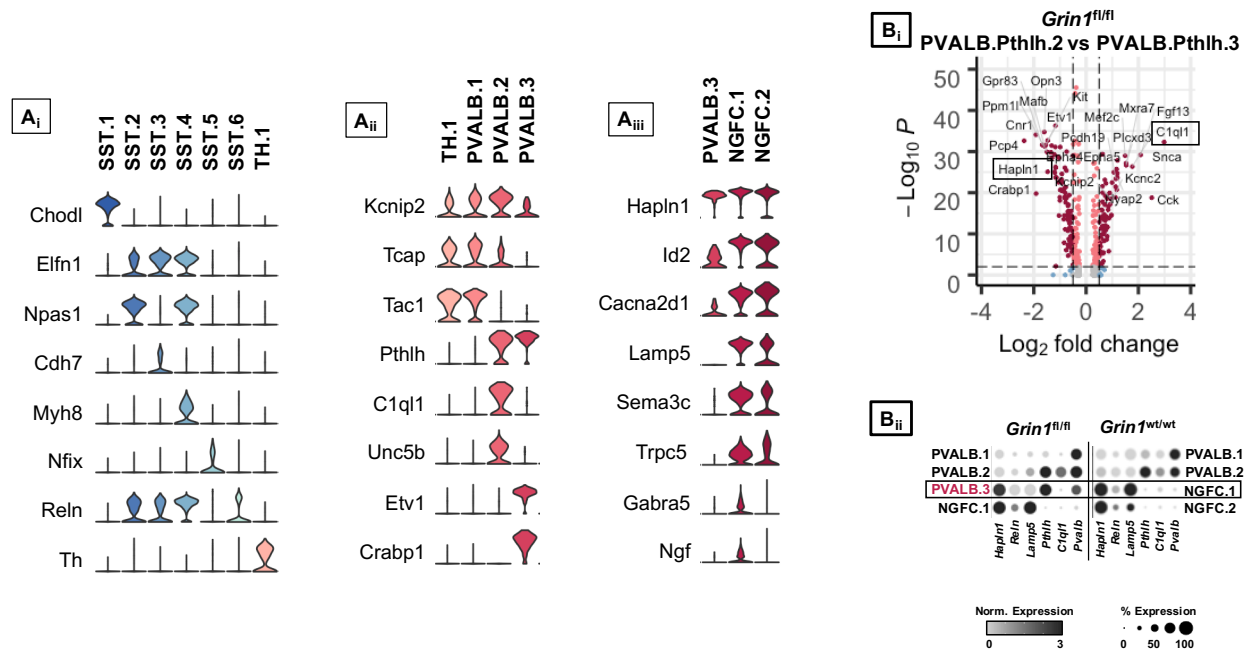 Ai
SST.1
SST.2
SST.3
SST.4
SST.5
SST.6
TH.1
Chodl
Elfn1
Npas1
Cdh7
Myh8
Nfix
Reln
Th
Aii
TH.1
PVALB.1
PVALB.2
PVALB.3
Kcnip2
Tcap
Tac1
Pthlh
C1ql1
Unc5b
Etv1
Crabp1
Aiii
PVALB.3
NGFC.1
NGFC.2
Hapln1
Id2
Cacna2d1
Lamp5
Sema3c
Trpc5
Gabra5
Ngf
Bi
Grin1fl/fl
PVALB.Pthlh.2 vs PVALB.Pthlh.3
− Log10 P
50
40
30
20
10
0
Gpr83
Opn3
Ppm1l
Mafb
Kit
Mxra7
Fgf13
Cnr1
Etv1
Mef2c
C1ql1
Pcp4
Pcdh19
Plcxd3
Hapln1
Epha4
Epha5
Snca
Crabp1
Kcnip2
Kcnc2
Nyap2
Cck
-4 -2 0 2 4
Log2 fold change
Bii
Grin1fl/fl Grin1wt/wt
PVALB.1 PVALB.1
PVALB.2 PVALB.2
PVALB.3 NGFC.1
NGFC.1 NGFC.2
Hapln1
Reln
Lamp5
Pthlh
C1ql1
Pvalb
Hapln1
Reln
Lamp5
Pthlh
C1ql1
Pvalb
Norm. Expression
0 3
% Expression
0 50 100